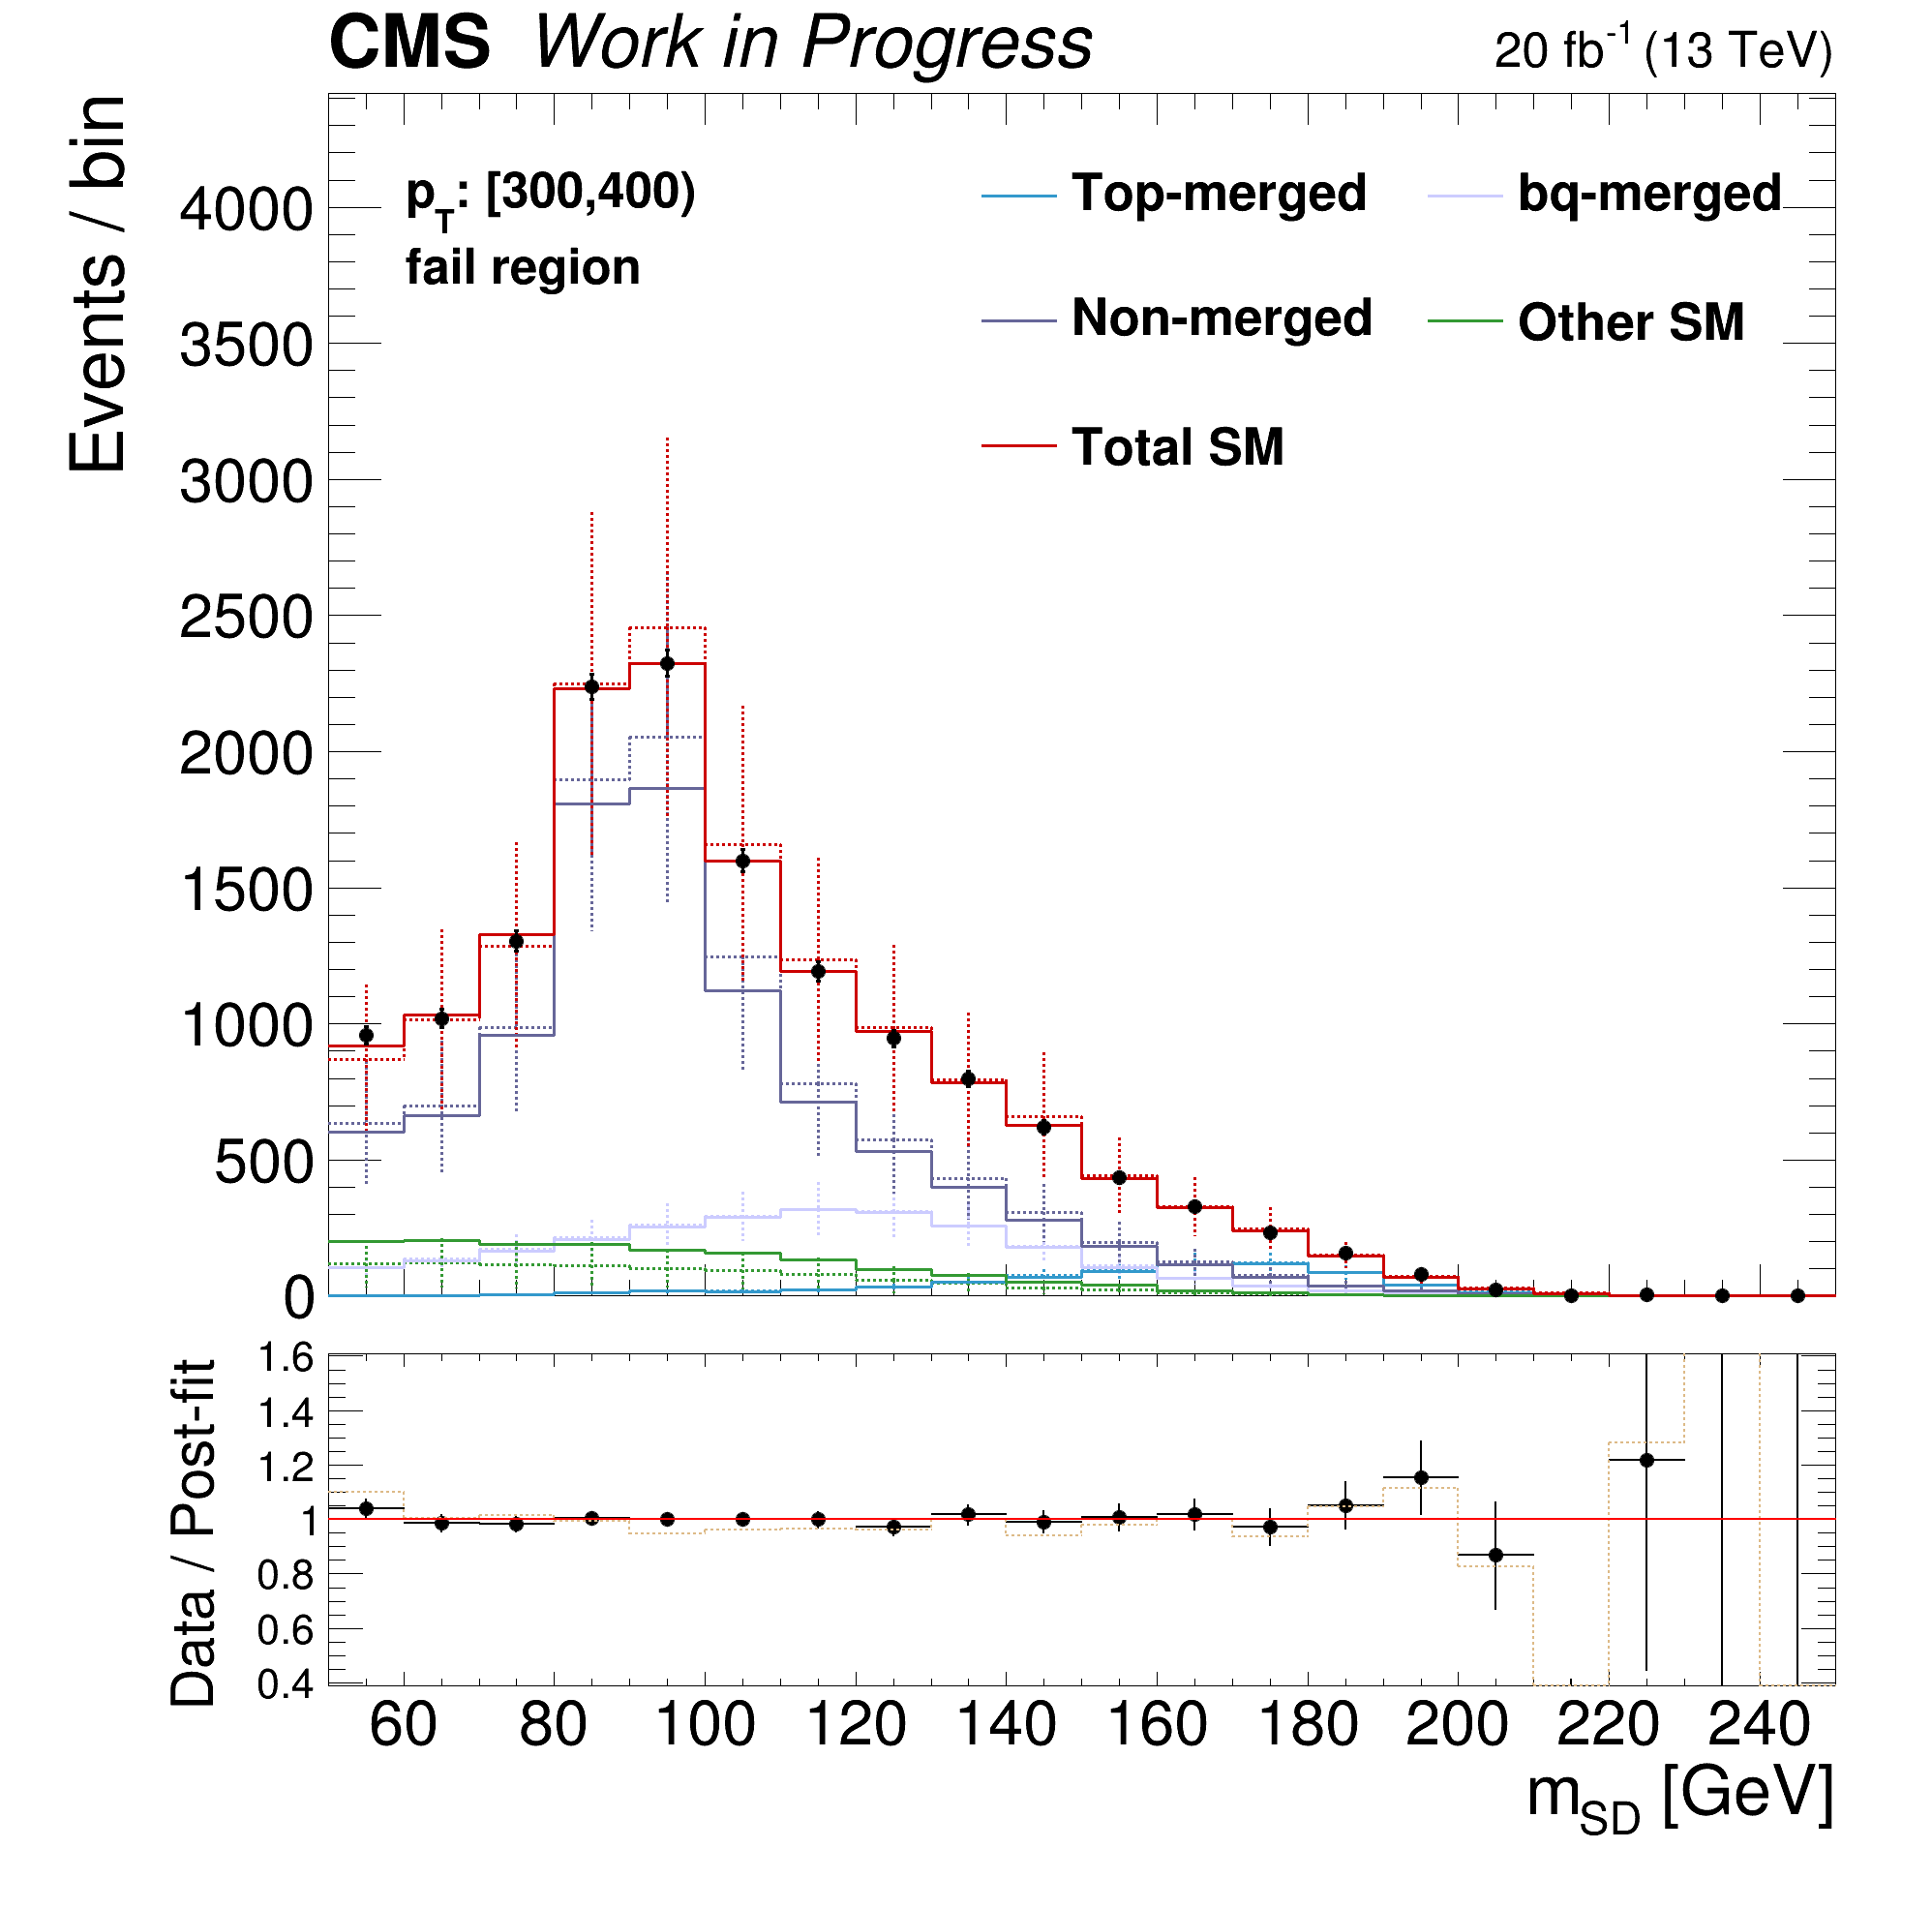 CMS Work in Progress
20 fb-1 (13 TeV)
Events / bin
4000
3500
3000
2500
2000
1500
1000
500
0
pT: [300,400)
fail region
Top-merged
bq-merged
Non-merged
Other SM
Total SM
Data / Post-fit
1.6
1.4
1.2
1
0.8
0.6
0.4
60 80 100 120 140 160 180 200 220 240
mSD [GeV]